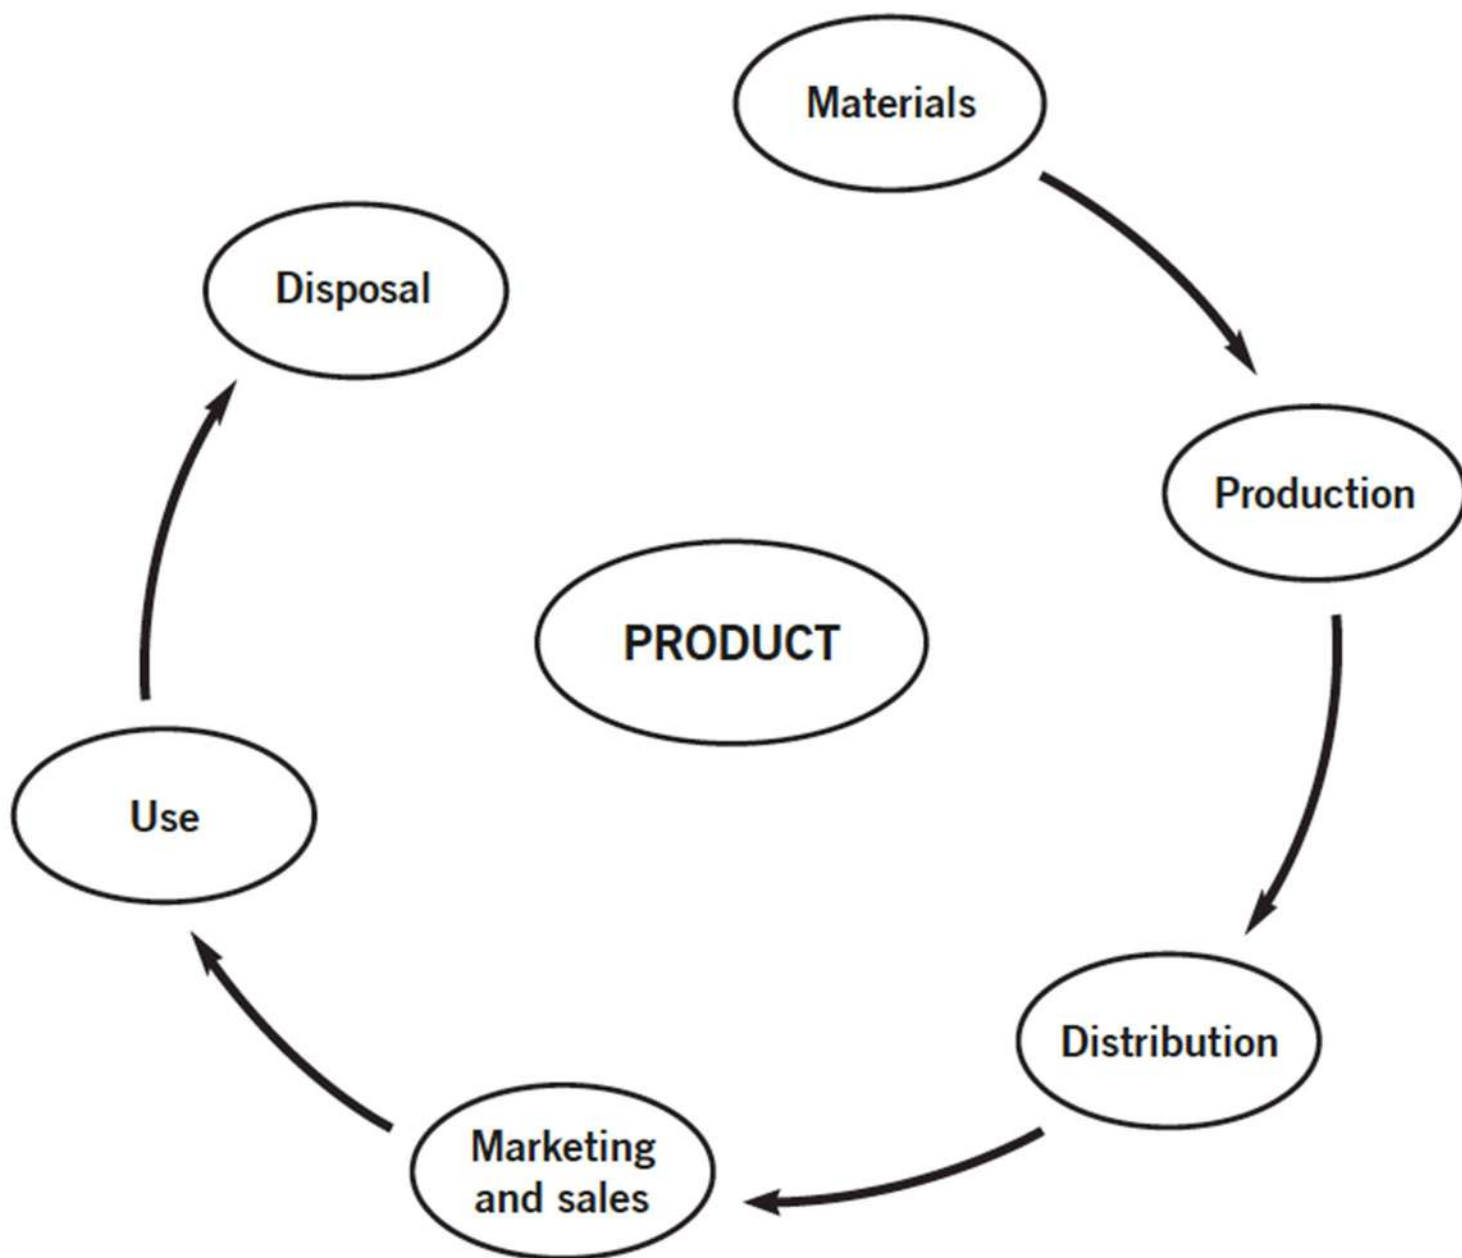 Materials
Production
Distribution
Marketing
and sales
Use
Disposal
PRODUCT